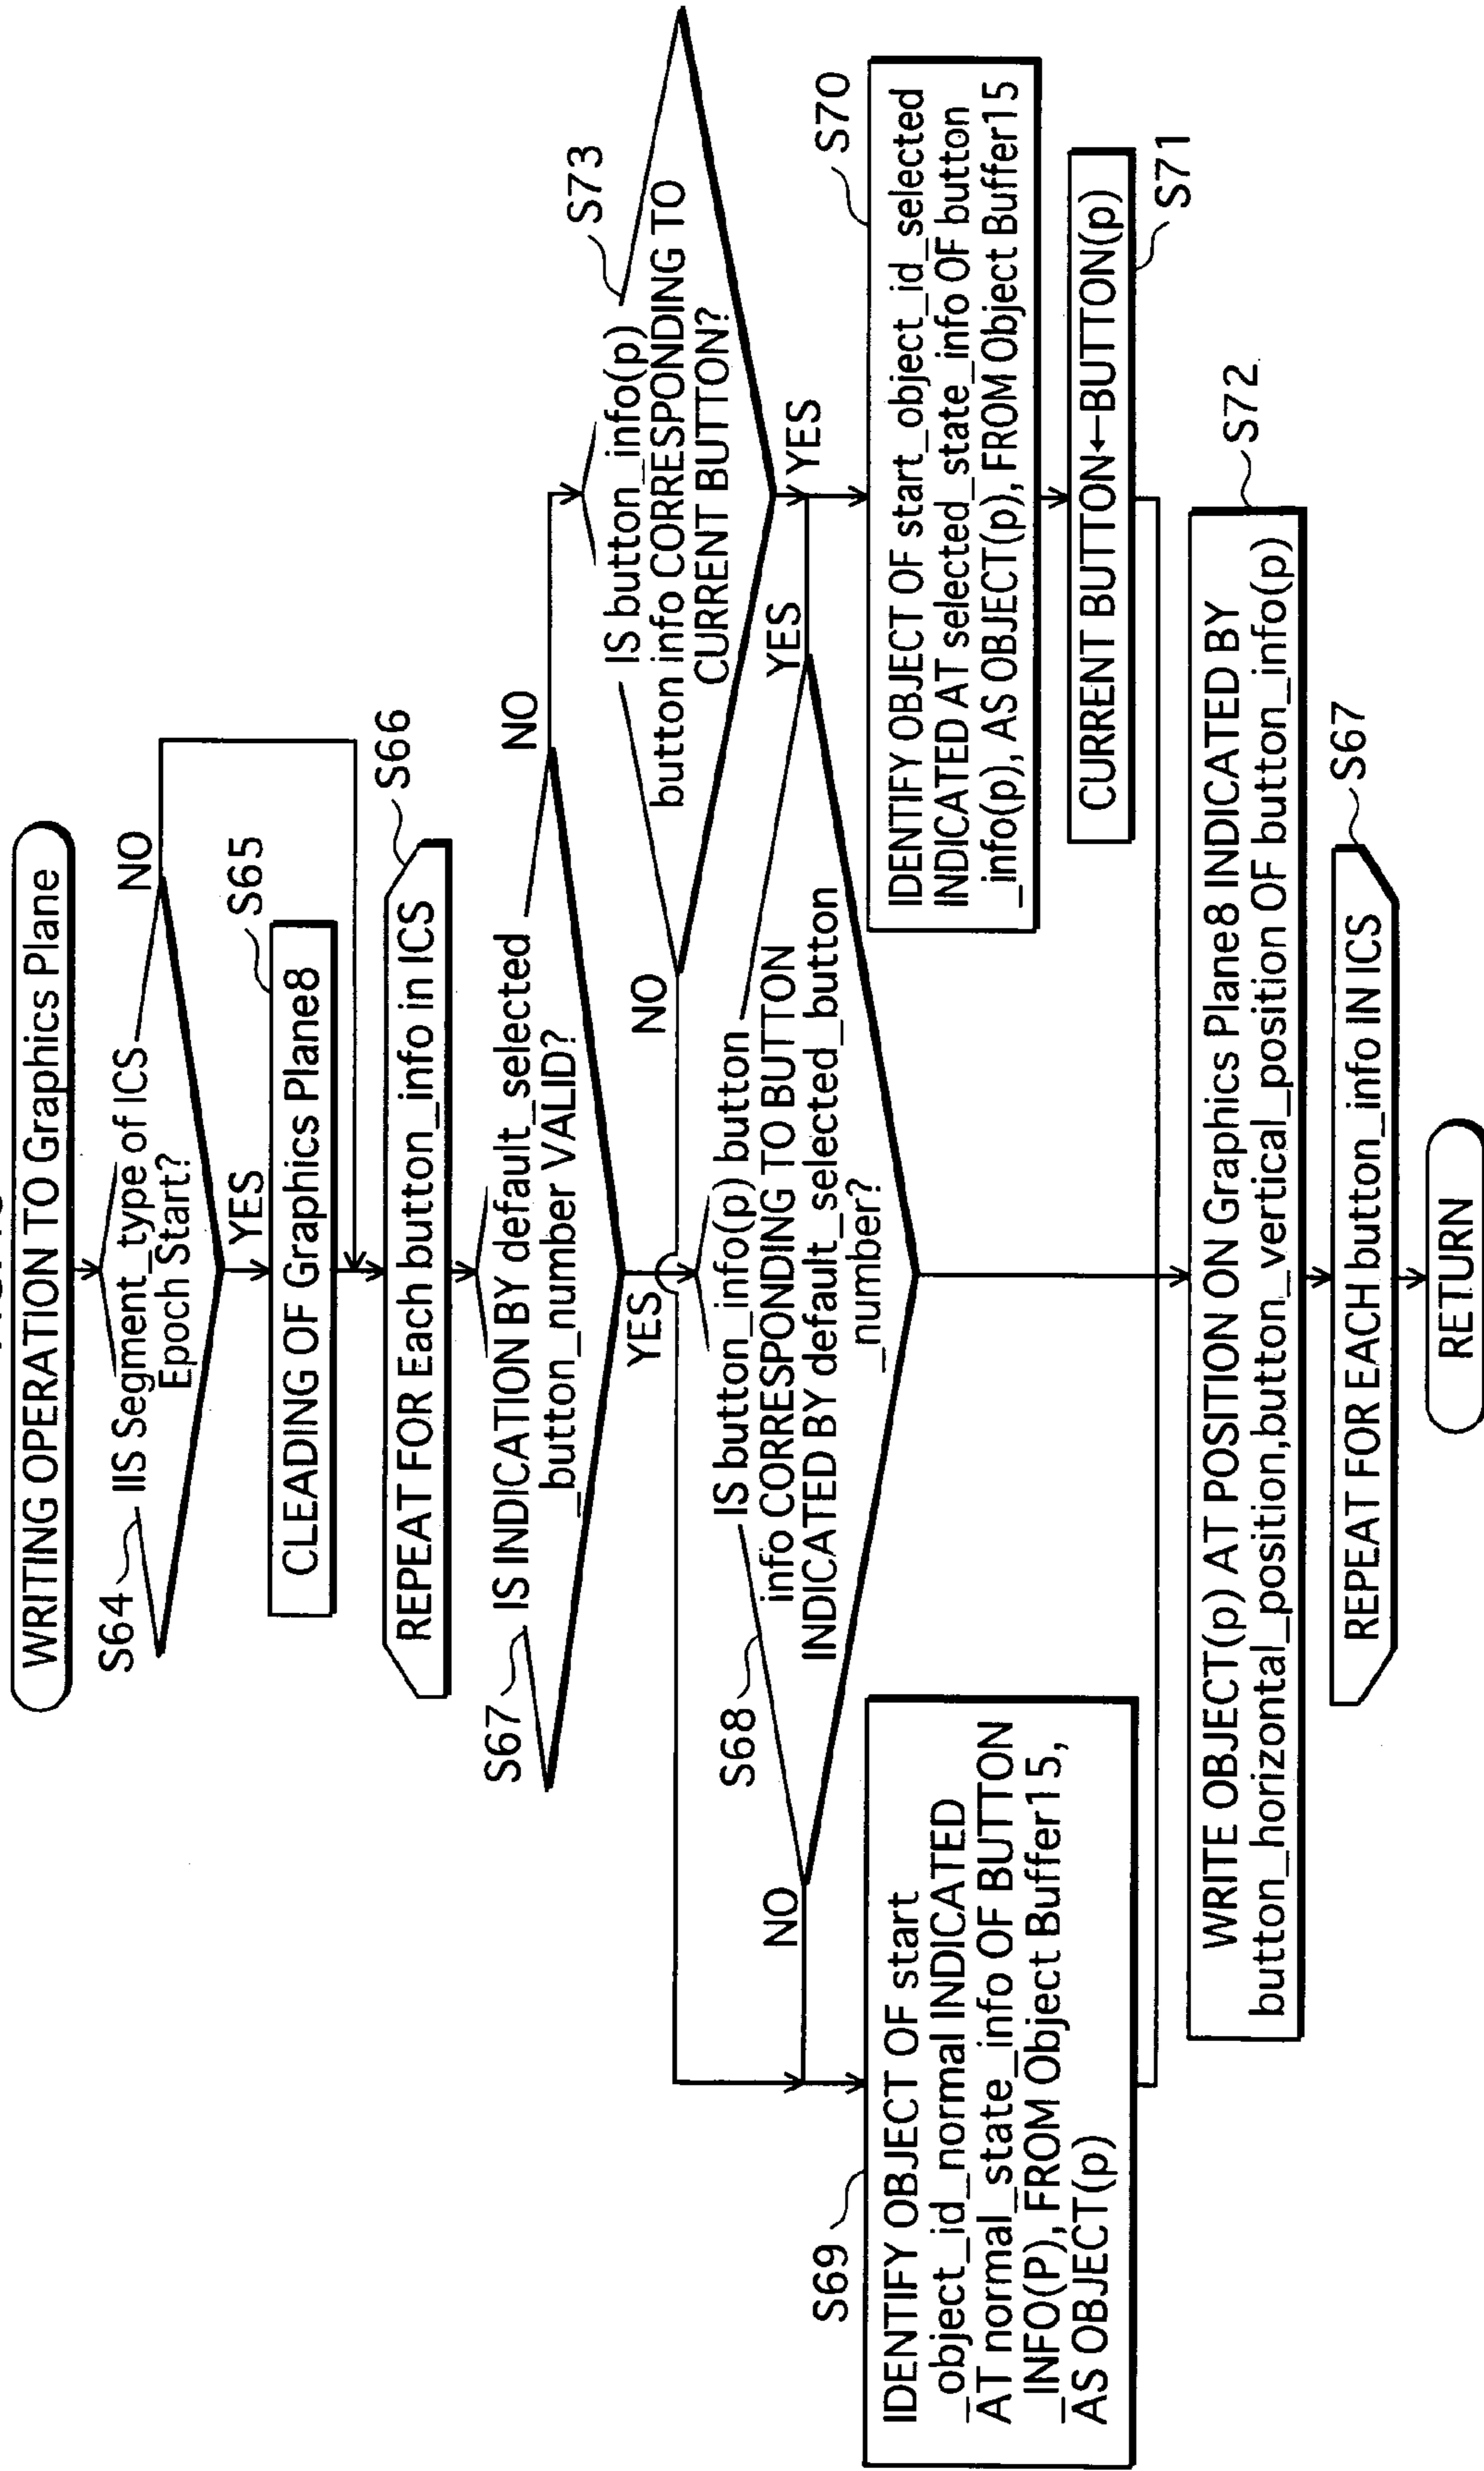 WRITING OPERATION TO Graphics Plane
S64
IIS Segment_type of ICS
Epoch Start?
NO
YES
S65
CLEADING OF Graphics Plane8
S66
REPEAT FOR Each button_info in ICS
S67
IS INDICATION BY default_selected
_button_number VALID?
NO
YES
S73
IS button_info(p)
button info CORRESPONDING TO
CURRENT BUTTON?
NO
YES
S68
IS button_info(p) button
info CORRESPONDING TO BUTTON
INDICATED BY default_selected_button
_number?
NO
YES
S69
IDENTIFY OBJECT OF start
_object_id_normal INDICATED
AT normal_state_info OF BUTTON
_INFO(P), FROM Object Buffer15,
AS OBJECT(p)
S70
IDENTIFY OBJECT OF start_object_id_selected
INDICATED AT selected_state_info OF button
_info(p), AS OBJECT(p), FROM Object Buffer15
CURRENT BUTTON←BUTTON(p)
S71
S72
WRITE OBJECT(p) AT POSITION ON Graphics Plane8 INDICATED BY
button_horizontal_position,button_vertical_position OF button_info(p)
S67
REPEAT FOR EACH button_info IN ICS
RETURN